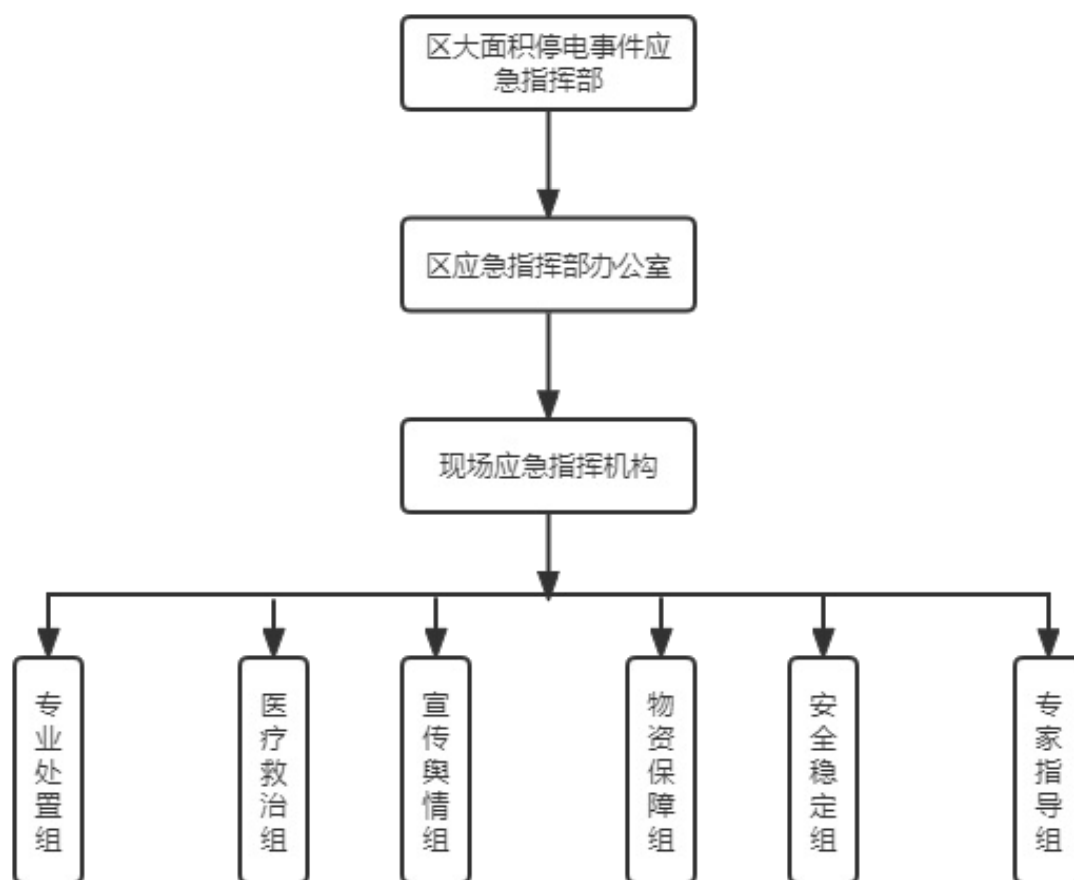 区大面积停电事件应
急指挥部
区应急指挥部办公室
现场应急指挥机构
专业处置组
医疗救治组
宣传舆情组
物资保障组
安全稳定组
专家指导组